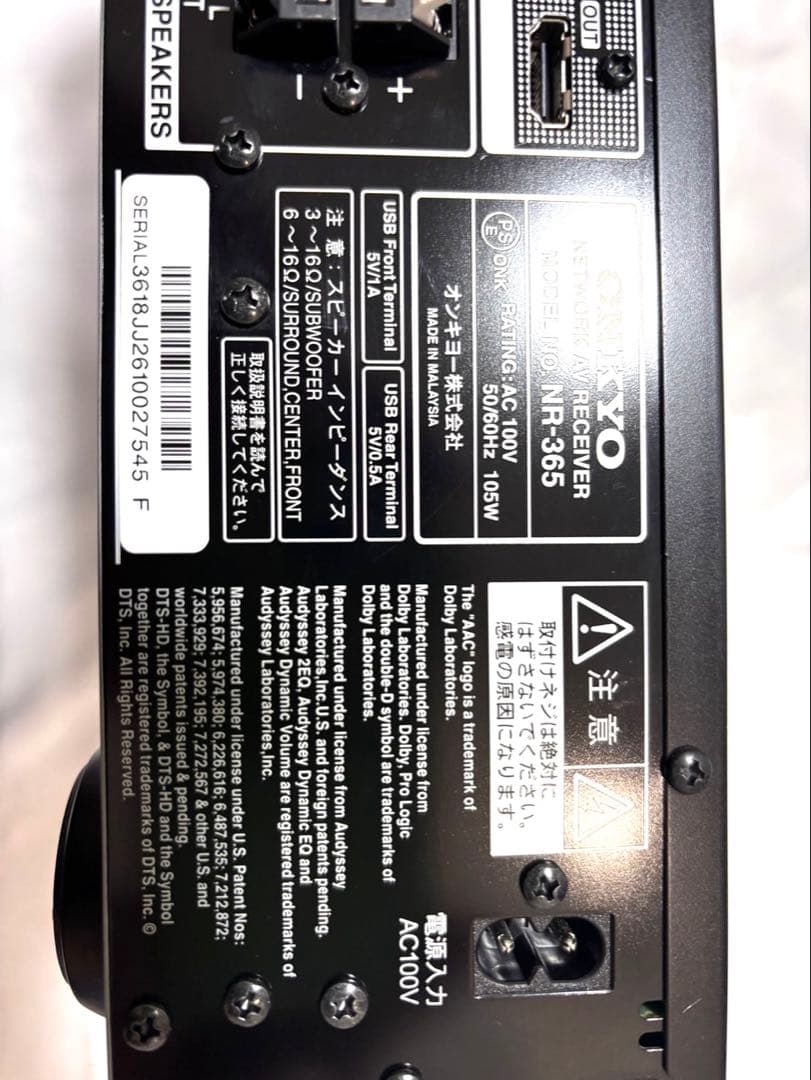 L
T
SPEAKERS
−
+
OUT
ONKYO
NETWORK AV RECEIVER
MODEL NO. NR-365
PS E ONK RATING: AC 100V
50/60Hz 105W
オンキヨー株式会社
MADE IN MALAYSIA
USB Front Terminal
5V/1A
USB Rear Terminal
5V/0.5A
注 意:スピーカーインピーダンス
3~16Ω/SUBWOOFER
6~16Ω/SURROUND,CENTER,FRONT
取扱説明書を読んで
正しく接続してください。
SERIAL3618JJ2610027545 F
注 意
取付けネジは絶対に
はずさないでください。
感電の原因になります。
The "AAC" logo is a trademark of
Dolby Laboratories.
Manufactured under license from
Dolby Laboratories. Dolby, Pro Logic
and the double-D symbol are trademarks of
Dolby Laboratories.
Manufactured under license from Audyssey
Laboratories,Inc.U.S. and foreign patents pending.
Audyssey 2EQ, Audyssey Dynamic EQ and
Audyssey Dynamic Volume are registered trademarks of
Audyssey Laboratories,Inc.
Manufactured under license under U.S. Patent Nos:
5,956,674; 5,974,380; 6,226,616; 6,487,535; 7,212,872;
7,333,929; 7,392,195; 7,272,567 & other U.S. and
worldwide patents issued & pending.
DTS-HD, the Symbol, & DTS-HD and the Symbol
together are registered trademarks of DTS, Inc. ©
DTS, Inc. All Rights Reserved.
電源入力
AC100V